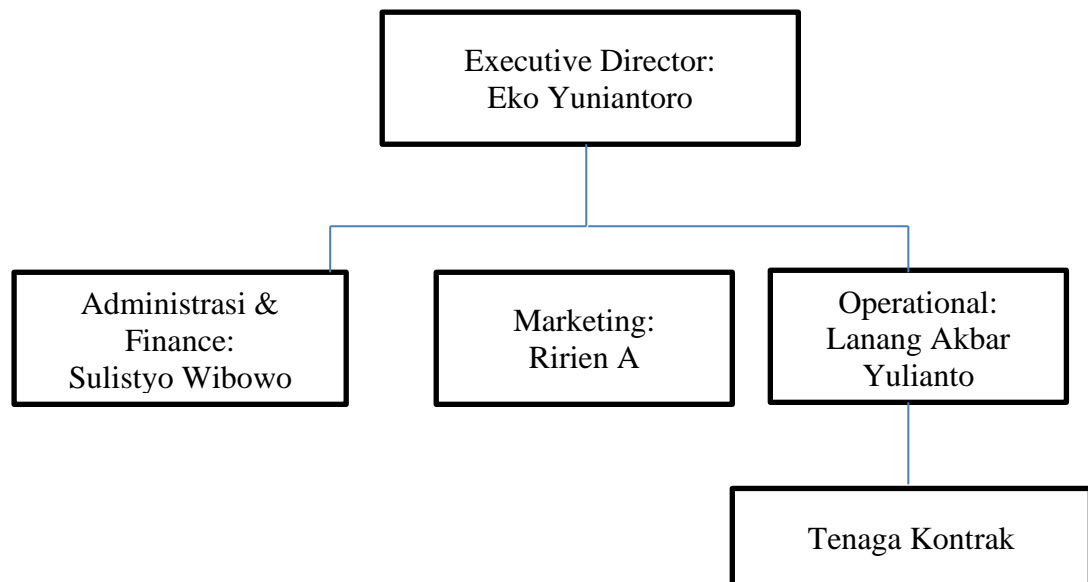 Executive Director:
Eko Yuniantoro
Administrasi &
Finance:
Sulistyo Wibowo
Marketing:
Ririen A
Operational:
Lanang Akbar
Yulianto
Tenaga Kontrak